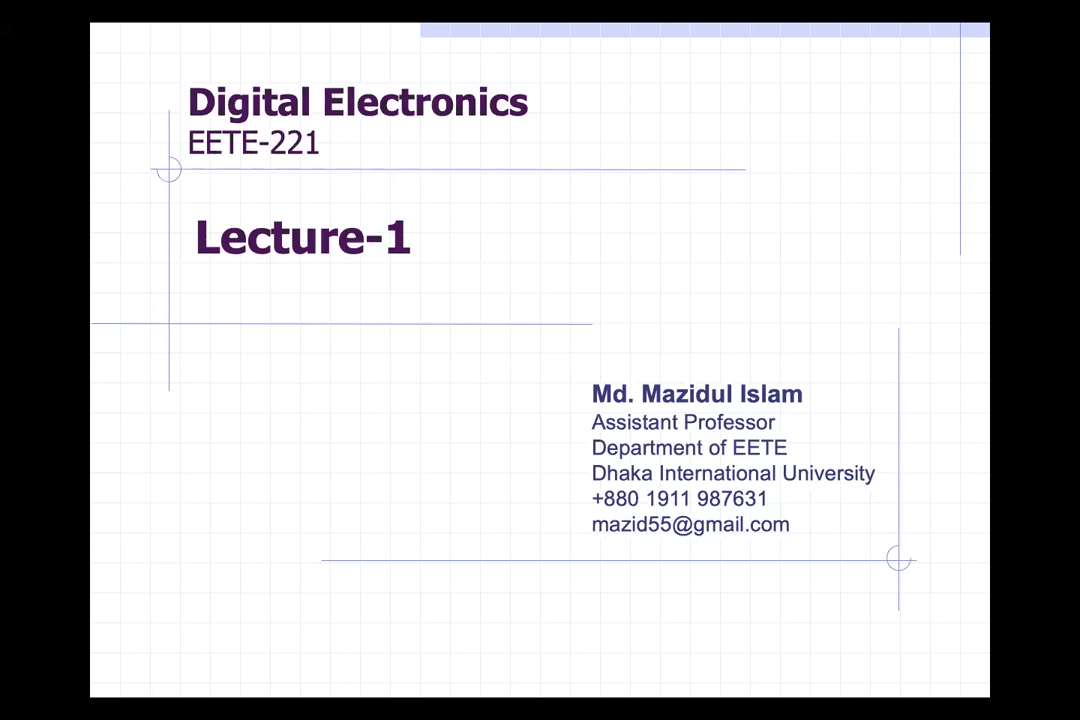 Digital Electronics
EETE-221
Lecture-1
Md. Mazidul Islam
Assistant Professor
Department of EETE
Dhaka International University
+880 1911 987631
mazid55@gmail.com